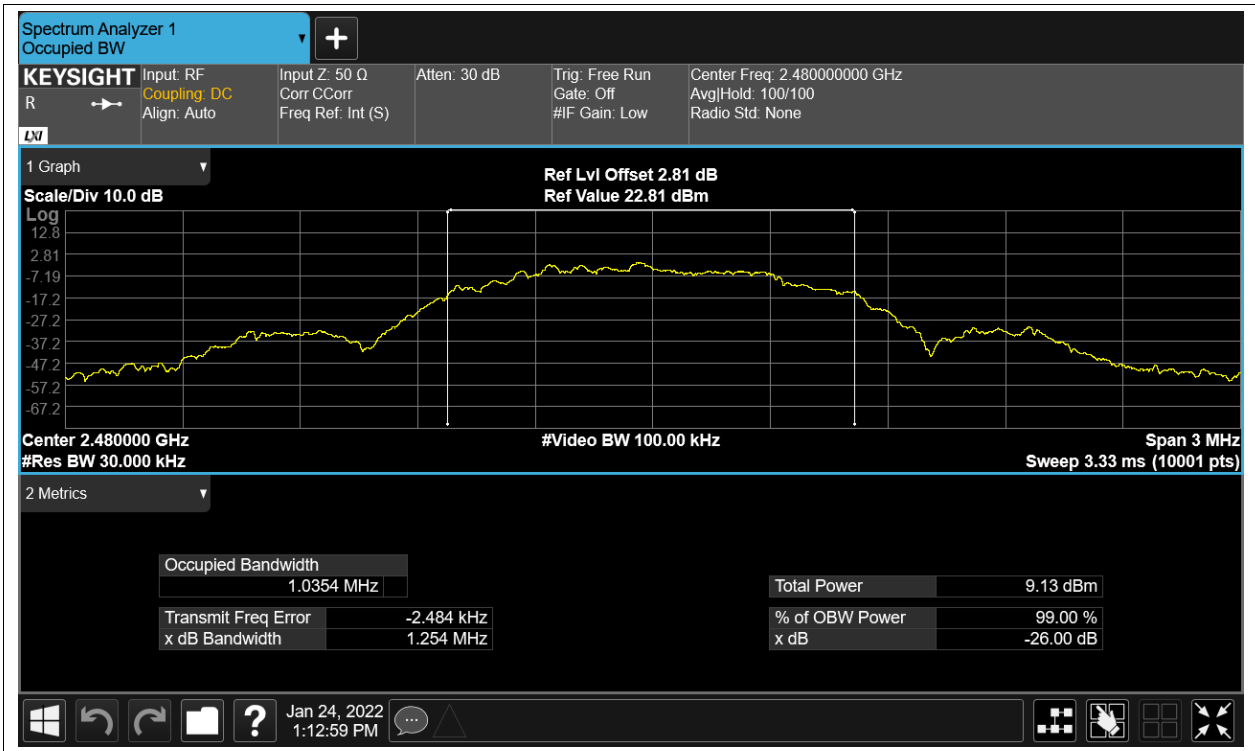 Spectrum Analyzer 1
Occupied BW
KEYSIGHT
R
LXI
Input: RF
Coupling: DC
Align: Auto
Input Z: 50 Ω
Corr CCorr
Freq Ref: Int (S)
Atten: 30 dB
Trig: Free Run
Gate: Off
#IF Gain: Low
Center Freq: 2.480000000 GHz
Avg|Hold: 100/100
Radio Std: None
1 Graph
Scale/Div 10.0 dB
Ref Lvl Offset 2.81 dB
Ref Value 22.81 dBm
Log
12.8
2.81
-7.19
-17.2
-27.2
-37.2
-47.2
-57.2
-67.2
Center 2.480000 GHz
#Res BW 30.000 kHz
#Video BW 100.00 kHz
Span 3 MHz
Sweep 3.33 ms (10001 pts)
2 Metrics
Occupied Bandwidth
1.0354 MHz
Transmit Freq Error -2.484 kHz
x dB Bandwidth 1.254 MHz
Total Power 9.13 dBm
% of OBW Power 99.00 %
x dB -26.00 dB
Jan 24, 2022
1:12:59 PM